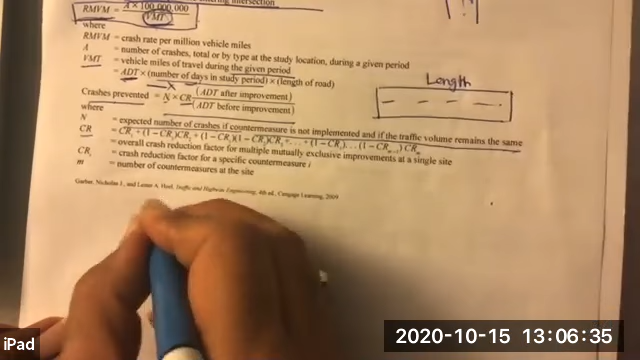 RMVM = A × 100,000,000 / VMT
where
RMVM = crash rate per million vehicle miles
A = number of crashes, total or by type at the study location, during a given period
VMT = vehicle miles of travel during the given period
= ADT × (number of days in study period) × (length of road)
Length
Crashes prevented = N × CR (ADT after improvement) / (ADT before improvement)
where
N = expected number of crashes if countermeasure is not implemented and if the traffic volume remains the same
CR = CR₁ + (1 – CR₁)CR₂ + (1 – CR₁)(1 – CR₂)CR₃ + . . . + (1 – CR₁) . . . (1 – CRₘ₋₁) CRₘ
= overall crash reduction factor for multiple mutually exclusive improvements at a single site
CRᵢ = crash reduction factor for a specific countermeasure i
m = number of countermeasures at the site
Garber, Nicholas J., and Lester A. Hoel, Traffic and Highway Engineering, 4th ed., Cengage Learning, 2009
2020-10-15 13:06:35
iPad